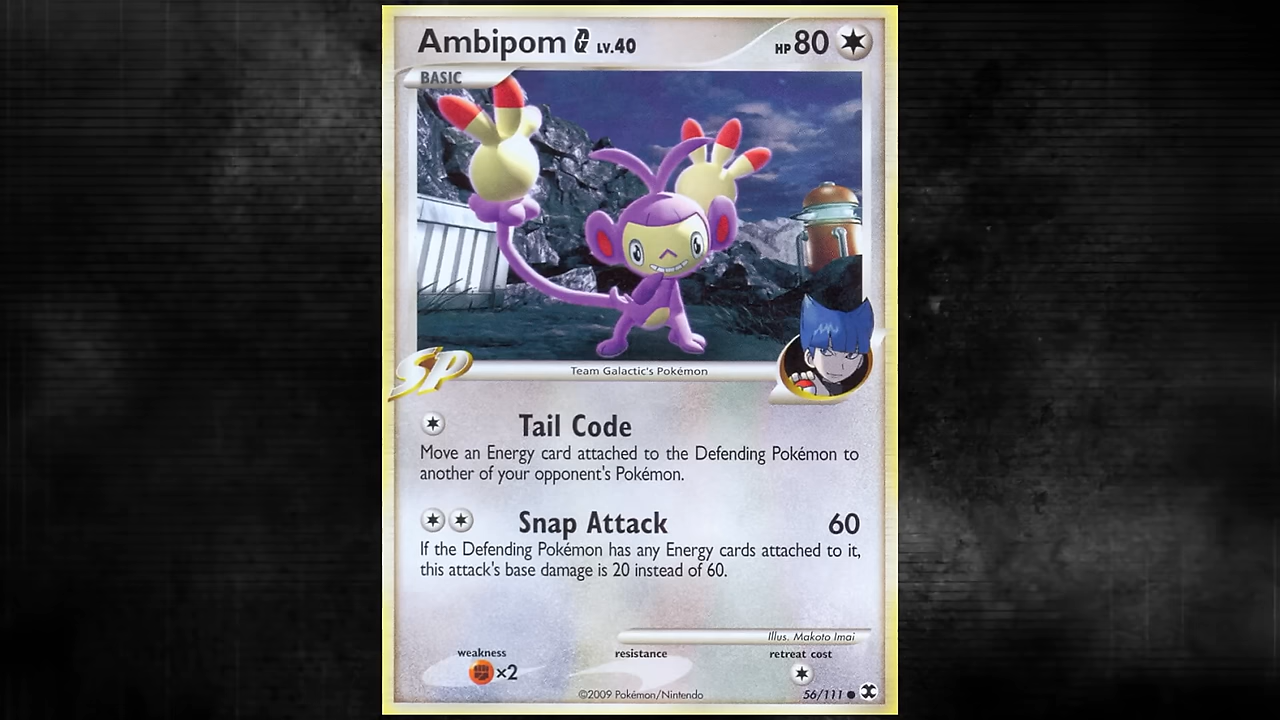 Ambipom G LV.40
HP 80
BASIC
SP
Team Galactic's Pokémon
Tail Code
Move an Energy card attached to the Defending Pokémon to
another of your opponent's Pokémon.
Snap Attack 60
If the Defending Pokémon has any Energy cards attached to it,
this attack's base damage is 20 instead of 60.
Illus. Makoto Imai
weakness resistance retreat cost
×2
©2009 Pokémon/Nintendo
56/111